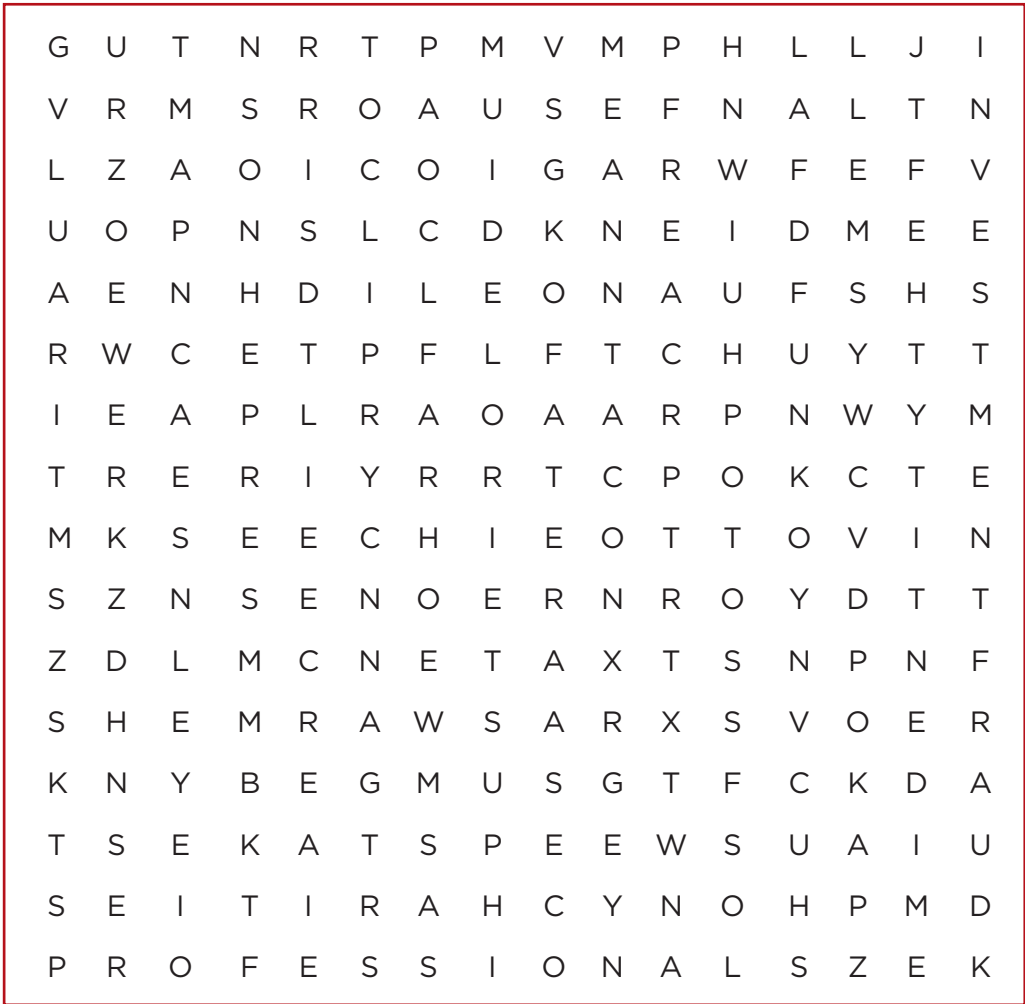 G U T N R T P M V M P H L L J I
V R M S R O A U S E F N A L T N
L Z A O I C O I G A R W F E F V
U O P N S L C D K N E I D M E E
A E N H D I L E O N A U F S H S
R W C E T P F L F T C H U Y T T
I E A P L R A O A A R P N W Y M
T R E R I Y R R T C P O K C T E
M K S E E C H I E O T T O V I N
S Z N S E N O E R N R O Y D T T
Z D L M C N E T A X T S N P N F
S H E M R A W S A R X S V O E R
K N Y B E G M U S G T F C K D A
T S E K A T S P E E W S U A I U
S E I T I R A H C Y N O H P M D
P R O F E S S I O N A L S Z E K